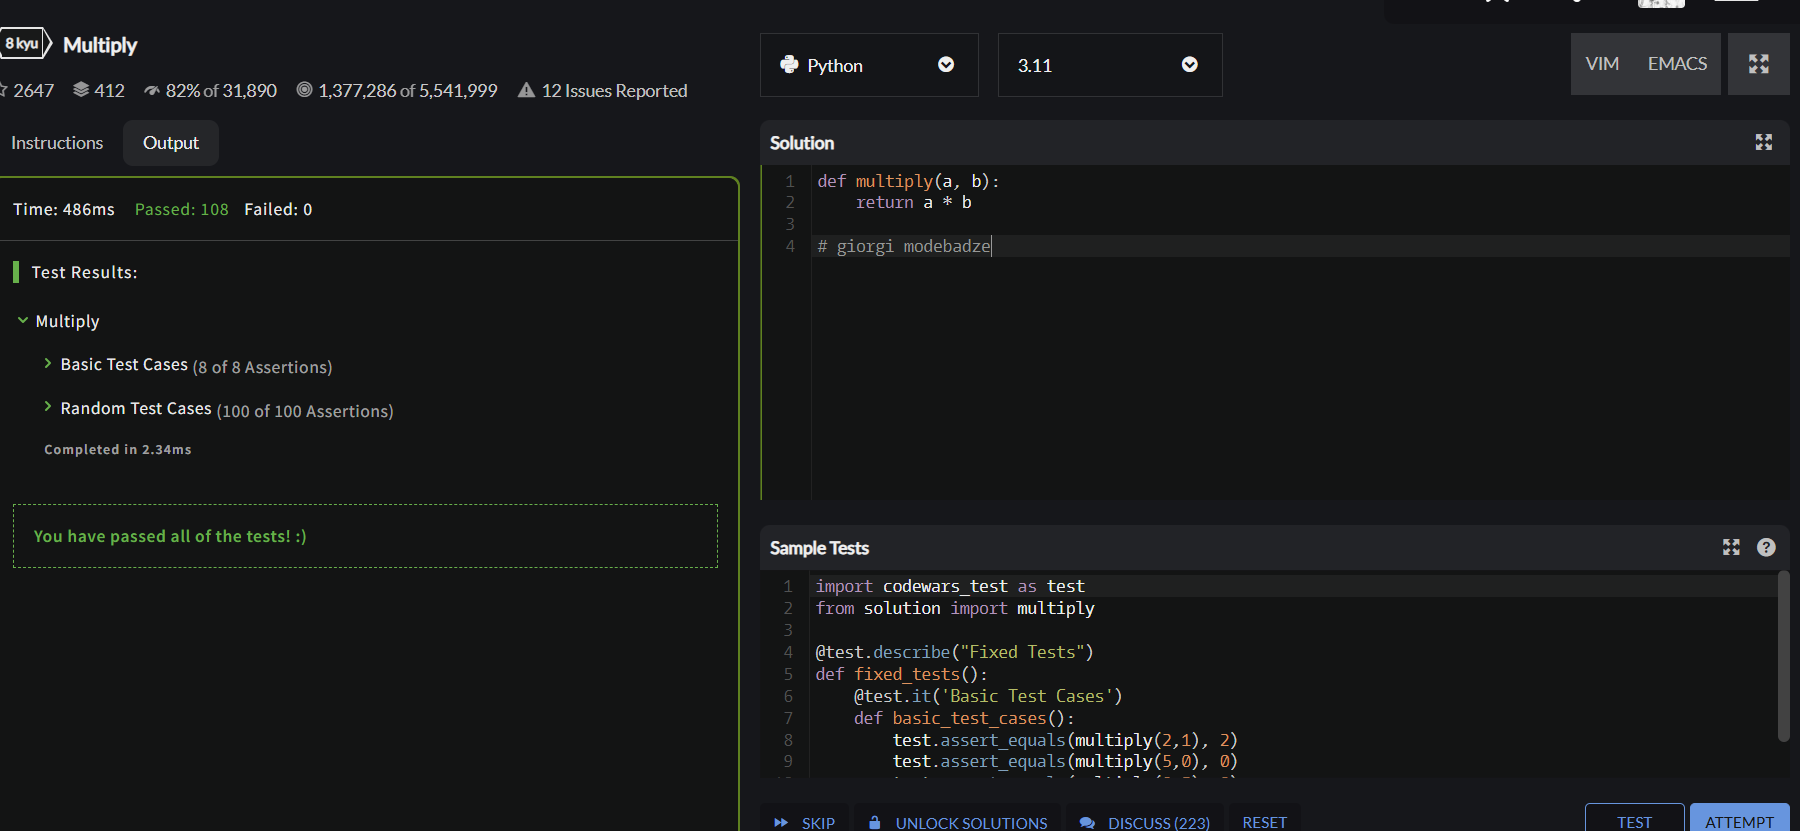 8 kyu Multiply
2647 412 82% of 31,890 1,377,286 of 5,541,999 12 Issues Reported
Instructions Output
Time: 486ms Passed: 108 Failed: 0
Test Results:
Multiply
Basic Test Cases (8 of 8 Assertions)
Random Test Cases (100 of 100 Assertions)
Completed in 2.34ms
You have passed all of the tests! :)
Python 3.11 VIM EMACS
Solution
1 def multiply(a, b):
2     return a * b
3
4 # giorgi modebadze
Sample Tests
1 import codewars_test as test
2 from solution import multiply
3
4 @test.describe("Fixed Tests")
5 def fixed_tests():
6     @test.it('Basic Test Cases')
7     def basic_test_cases():
8         test.assert_equals(multiply(2,1), 2)
9         test.assert_equals(multiply(5,0), 0)
SKIP UNLOCK SOLUTIONS DISCUSS (223) RESET TEST ATTEMPT